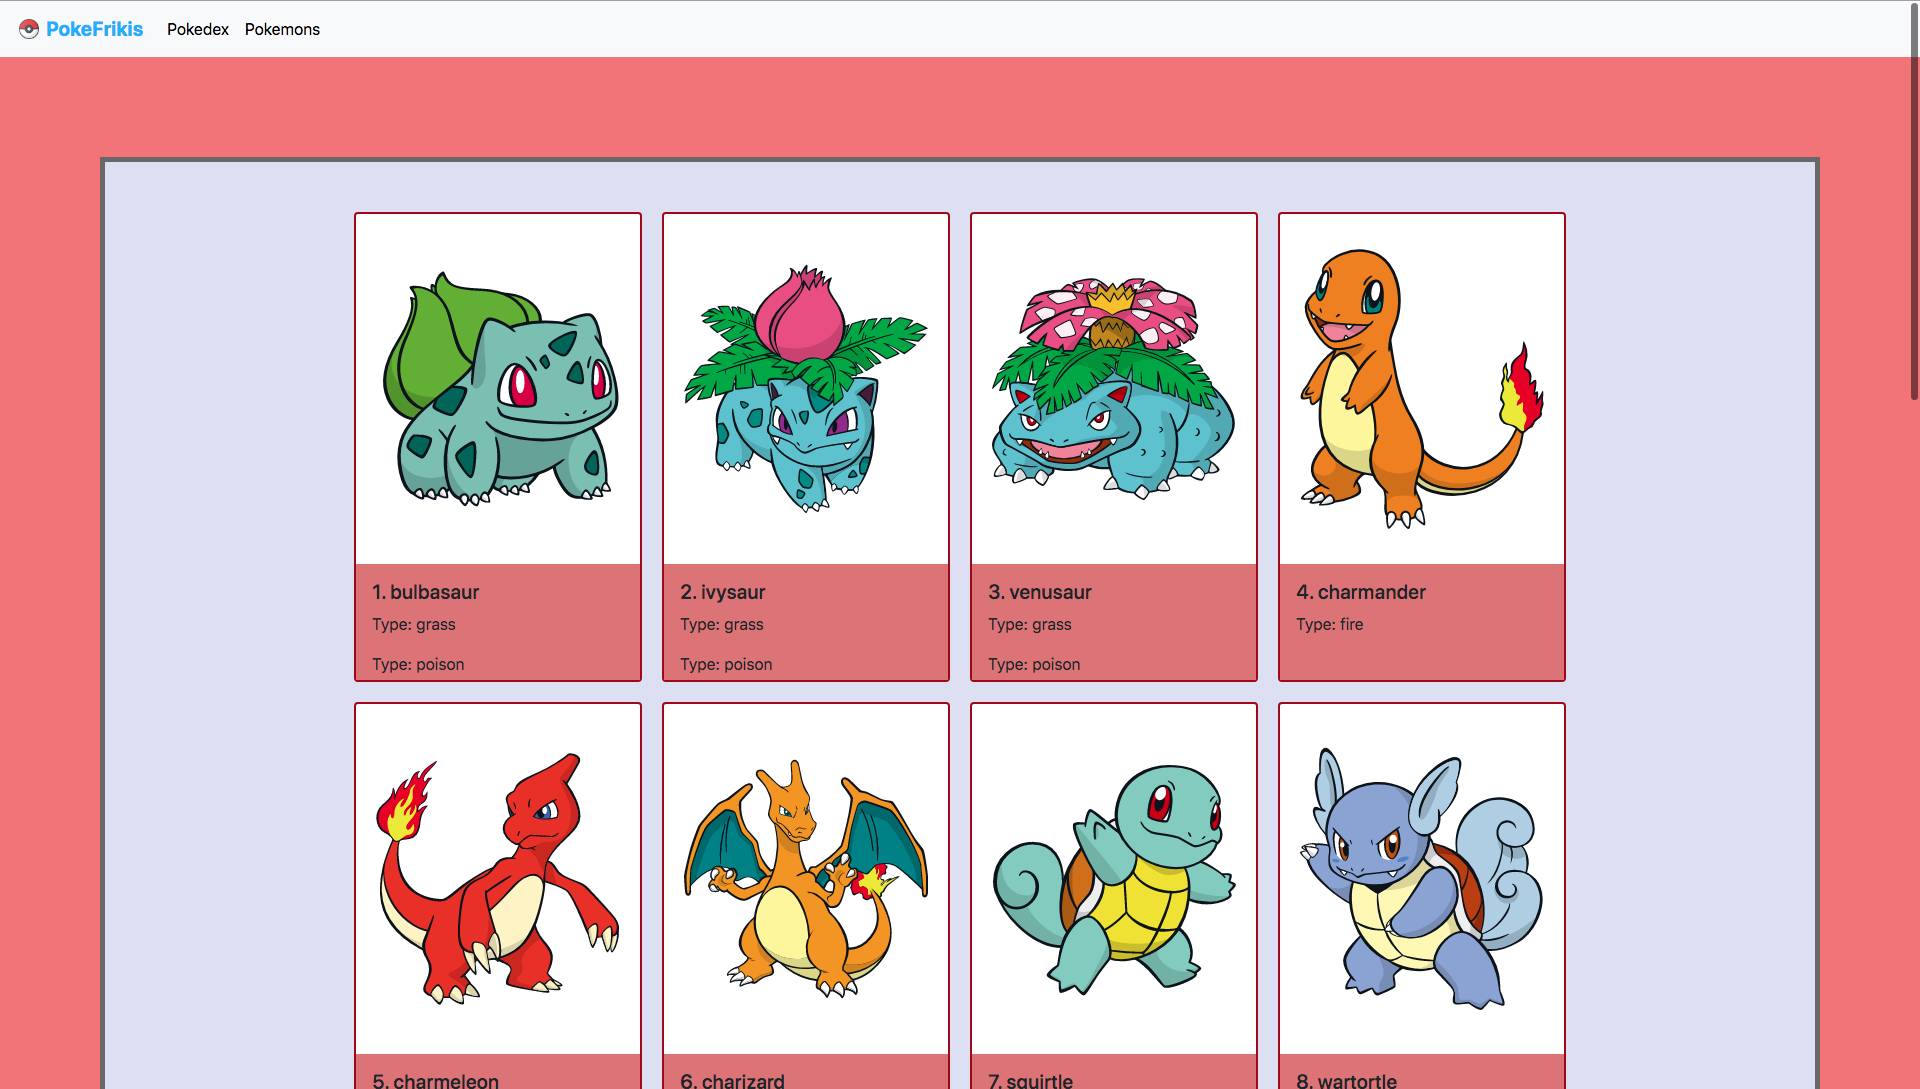 PokeFrikis Pokedex Pokemons
1. bulbasaur
Type: grass
Type: poison
2. ivysaur
Type: grass
Type: poison
3. venusaur
Type: grass
Type: poison
4. charmander
Type: fire
5. charmeleon
6. charizard
7. squirtle
8. wartortle